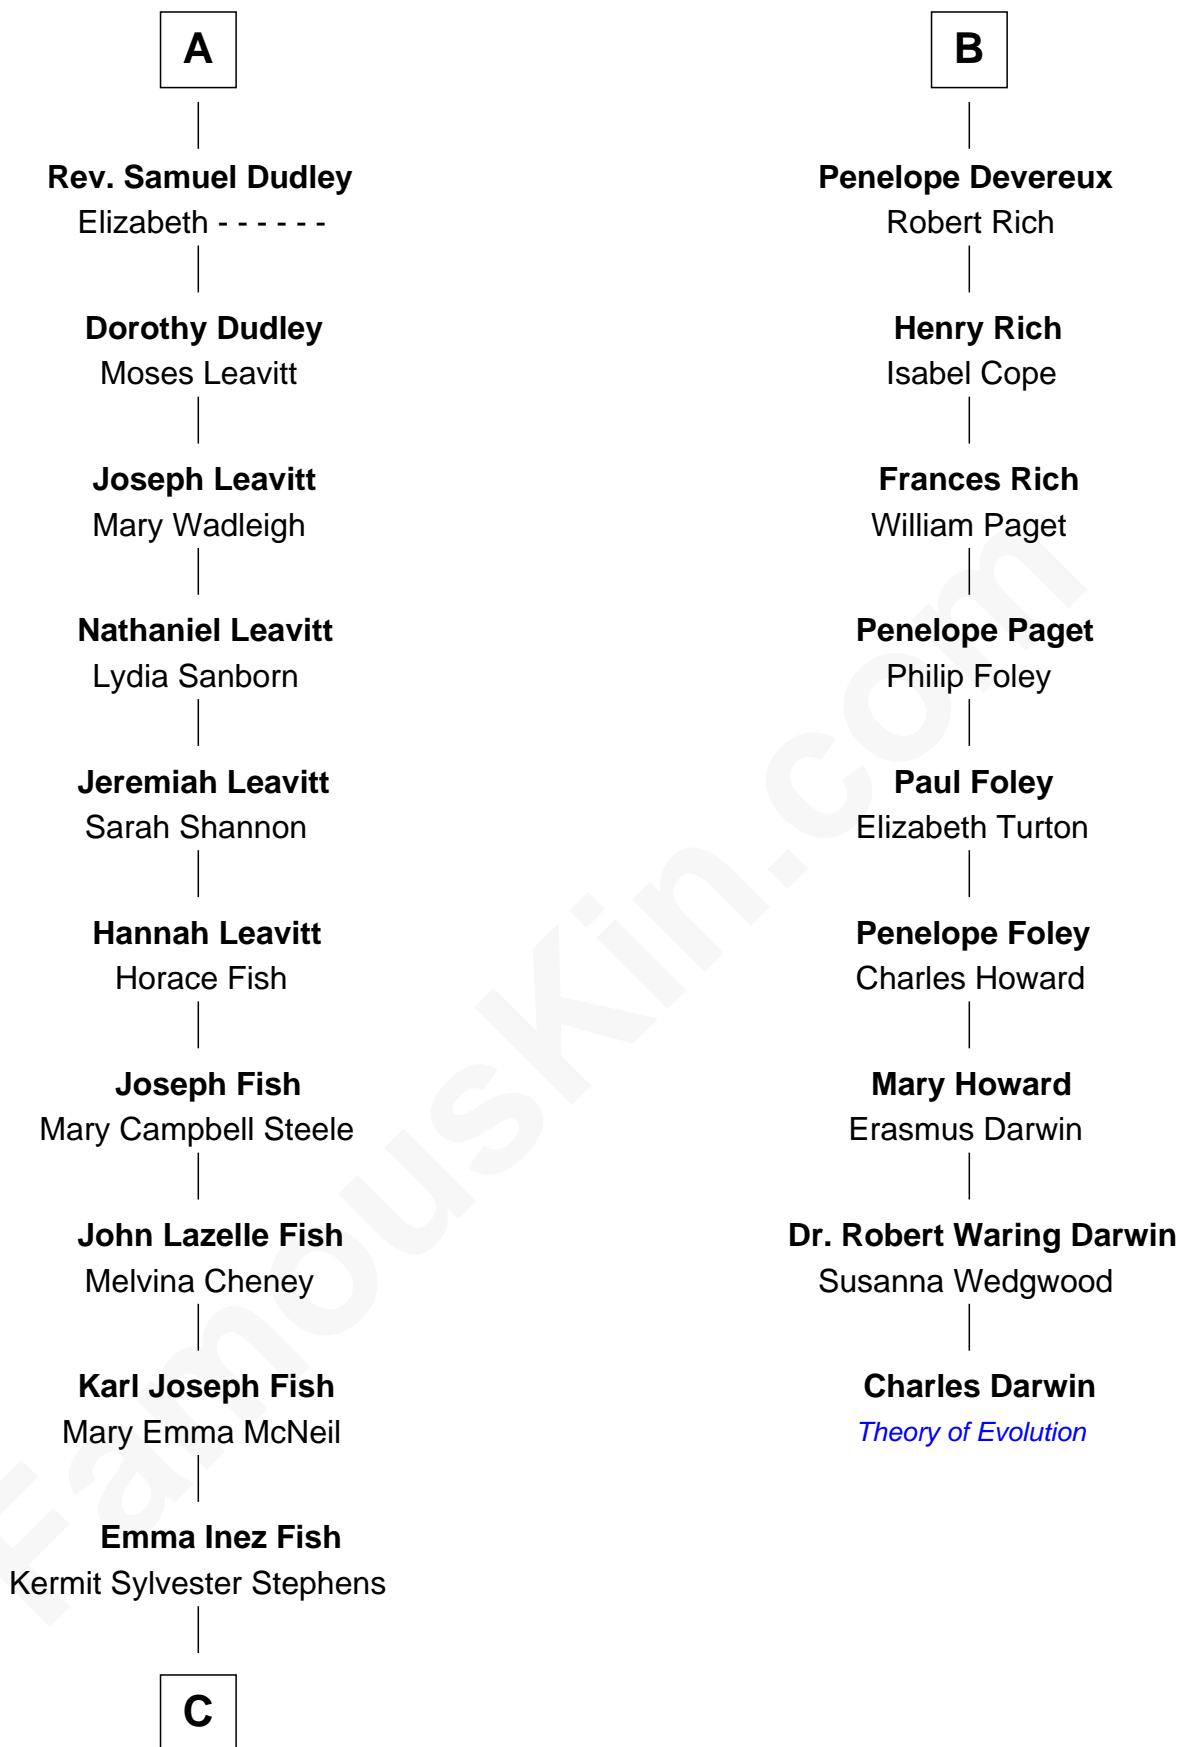 A
Rev. Samuel Dudley
Elizabeth - - - - - -
Dorothy Dudley
Moses Leavitt
Joseph Leavitt
Mary Wadleigh
Nathaniel Leavitt
Lydia Sanborn
Jeremiah Leavitt
Sarah Shannon
Hannah Leavitt
Horace Fish
Joseph Fish
Mary Campbell Steele
John Lazelle Fish
Melvina Cheney
Karl Joseph Fish
Mary Emma McNeil
Emma Inez Fish
Kermit Sylvester Stephens
C
B
Penelope Devereux
Robert Rich
Henry Rich
Isabel Cope
Frances Rich
William Paget
Penelope Paget
Philip Foley
Paul Foley
Elizabeth Turton
Penelope Foley
Charles Howard
Mary Howard
Erasmus Darwin
Dr. Robert Waring Darwin
Susanna Wedgwood
Charles Darwin
Theory of Evolution
FamousKin.com